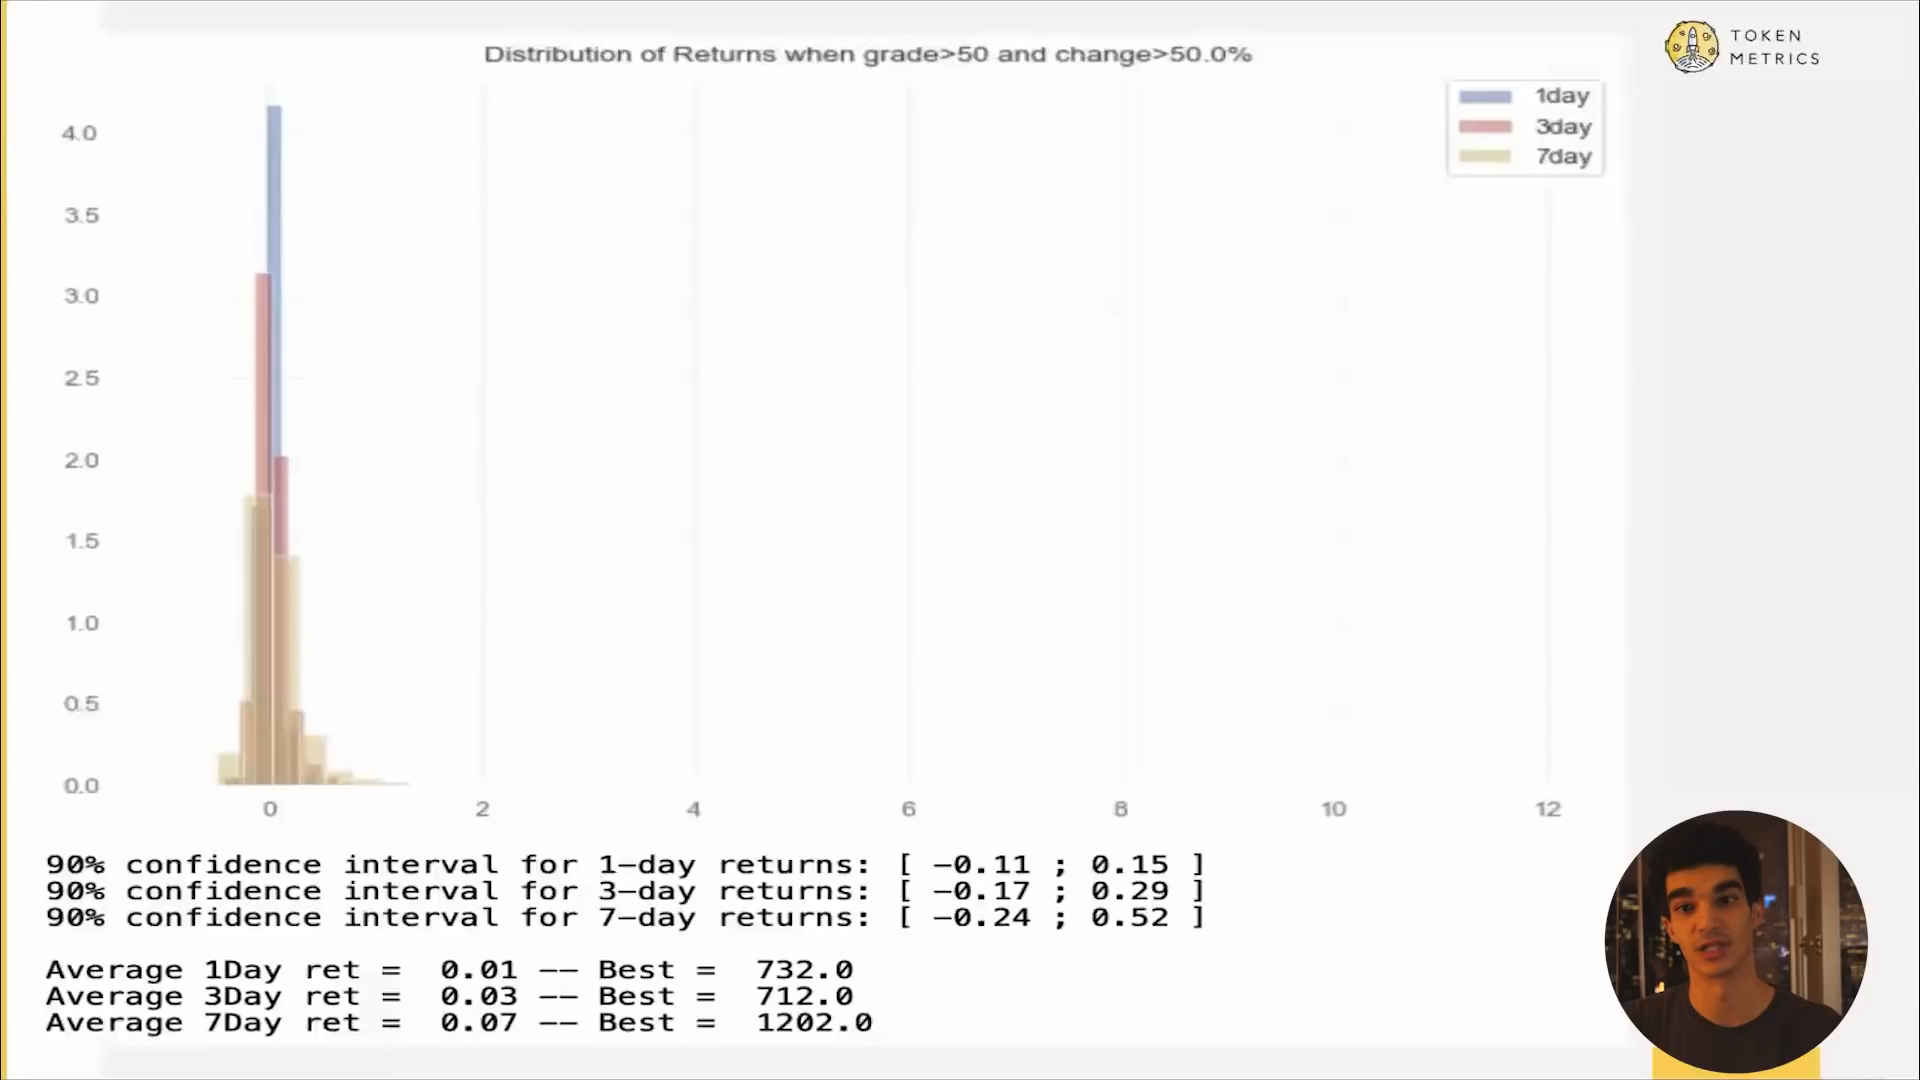 Distribution of Returns when grade>50 and change>50.0%
TOKEN
METRICS
1day
3day
7day
4.0
3.5
3.0
2.5
2.0
1.5
1.0
0.5
0.0
0 2 4 6 8 10 12
90% confidence interval for 1-day returns: [ -0.11 ; 0.15 ]
90% confidence interval for 3-day returns: [ -0.17 ; 0.29 ]
90% confidence interval for 7-day returns: [ -0.24 ; 0.52 ]
Average 1Day ret = 0.01 -- Best = 732.0
Average 3Day ret = 0.03 -- Best = 712.0
Average 7Day ret = 0.07 -- Best = 1202.0